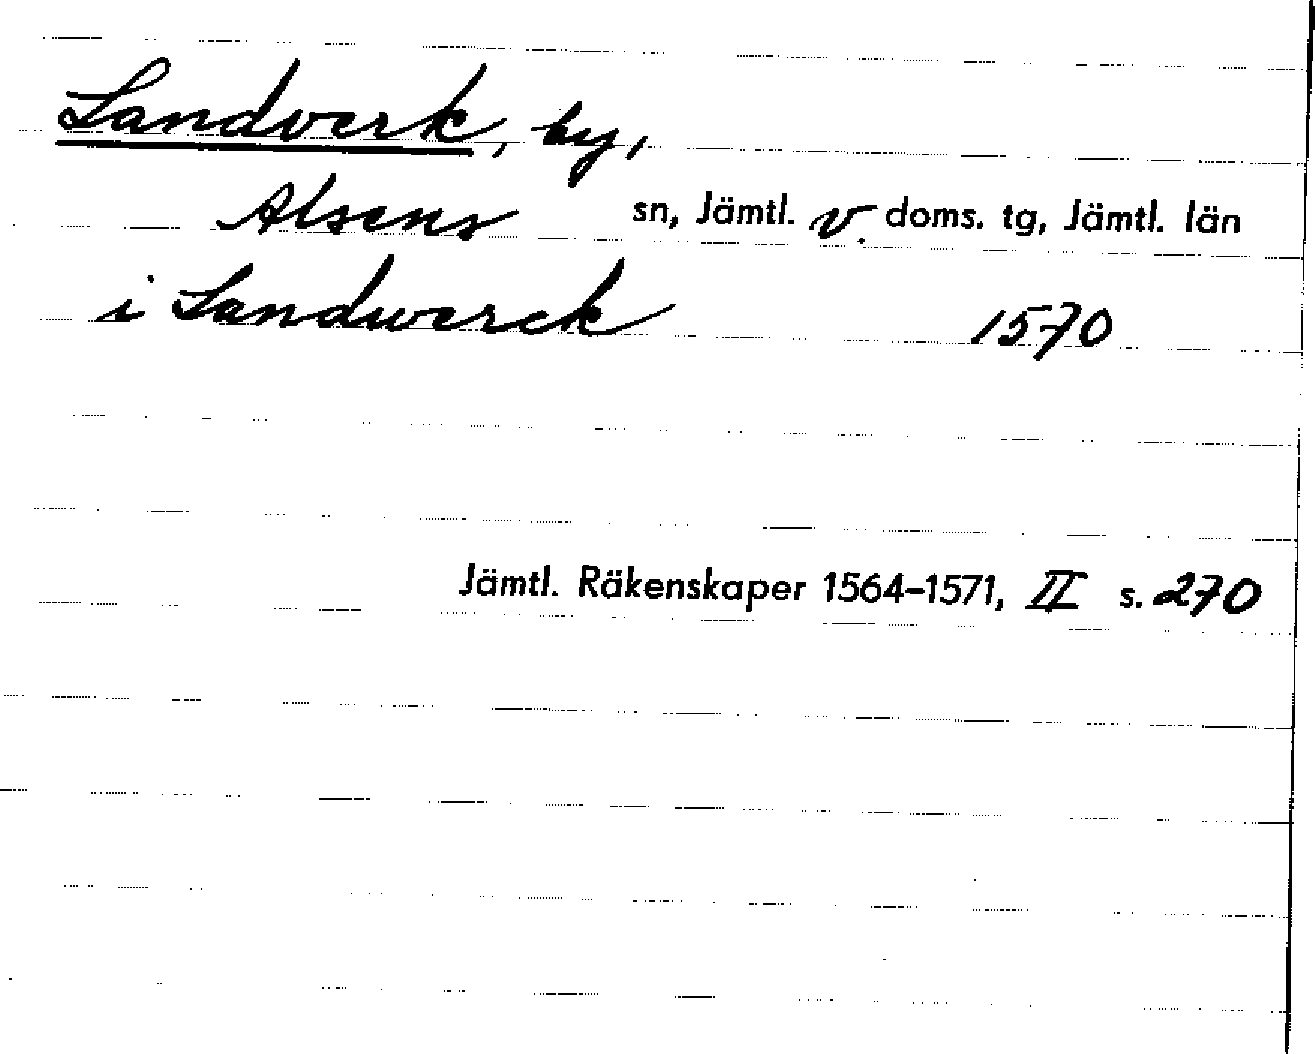 Landverk, by,
Alsens sn, Jämtl. v. doms. tg, Jämtl. län
i Landwerck 1570
Jämtl. Räkenskaper 1564-1571, II s. 270